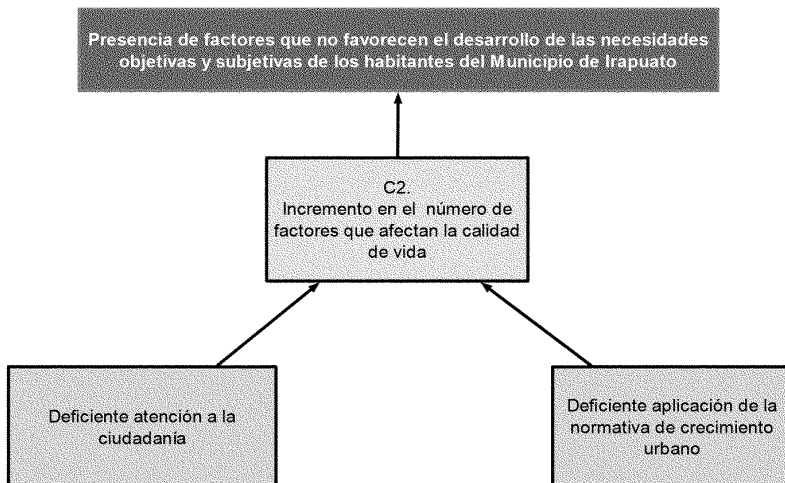 Presencia de factores que no favorecen el desarrollo de las necesidades
objetivas y subjetivas de los habitantes del Municipio de Irapuato
C2.
Incremento en el número de
factores que afectan la calidad
de vida
Deficiente atención a la
ciudadanía
Deficiente aplicación de la
normativa de crecimiento
urbano